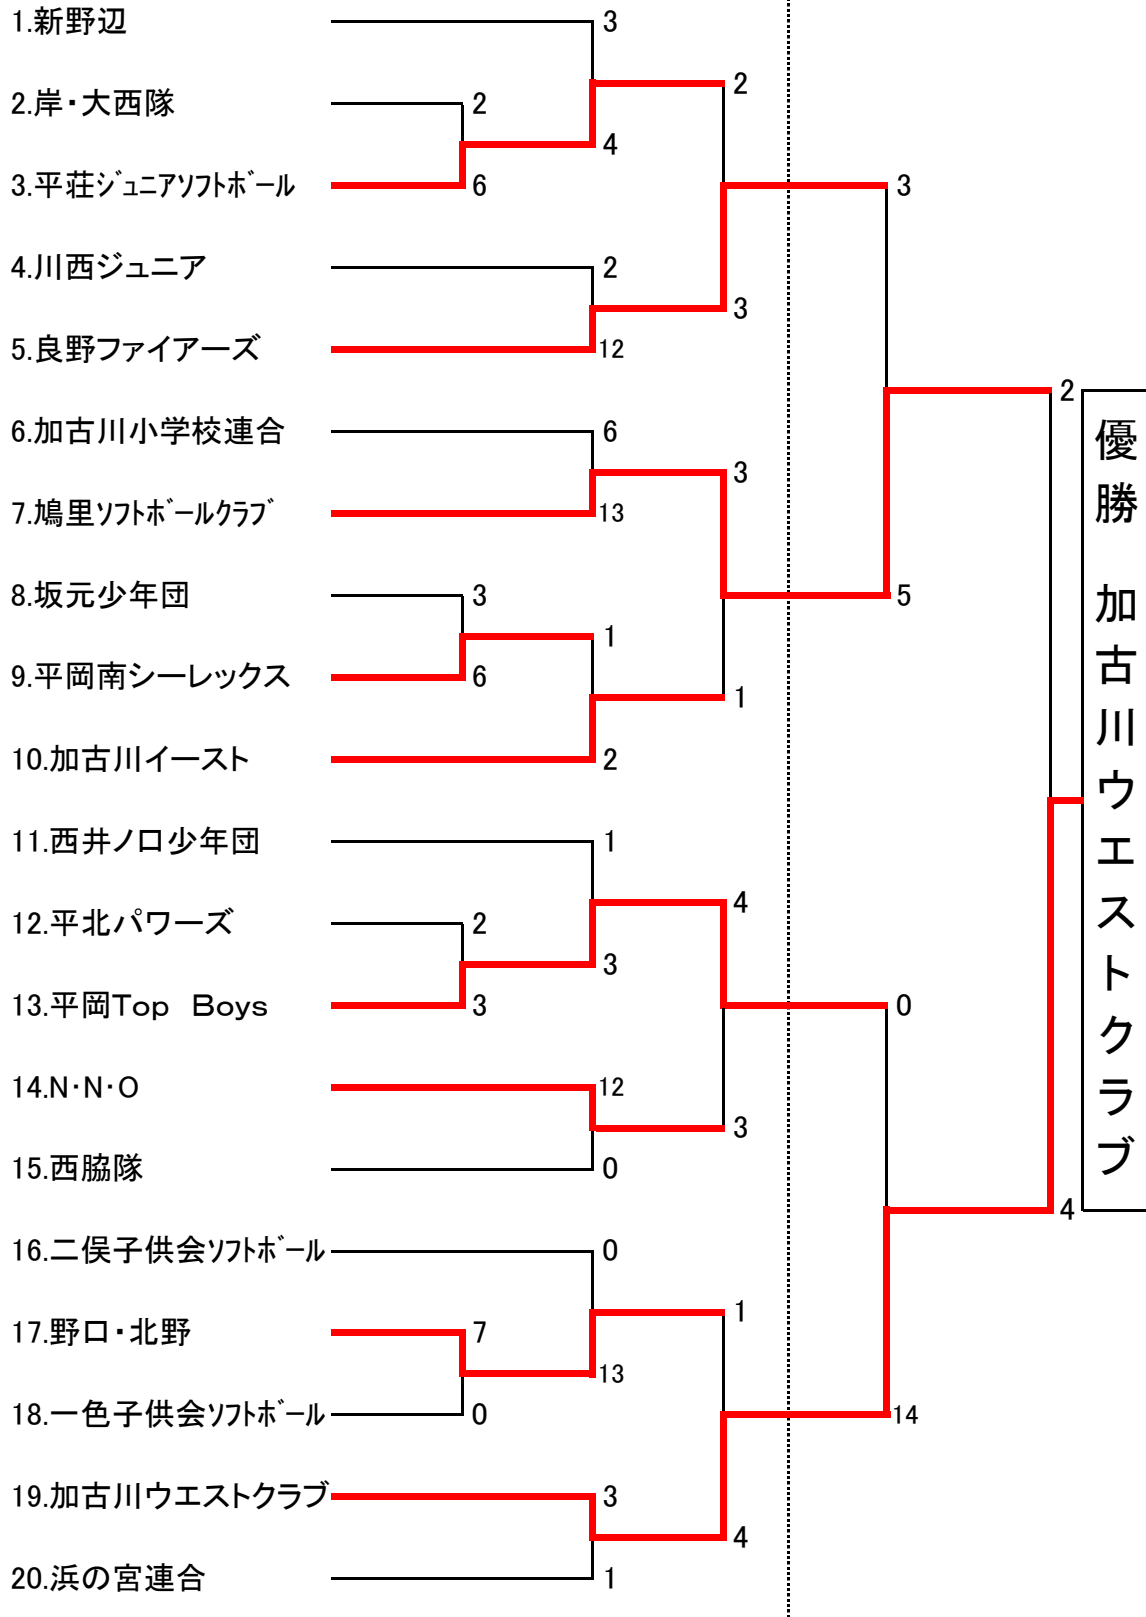 1.新野辺
3
2
2.岸・大西隊
2
4
3.平荘ジュニアソフトボール
6
3
4.川西ジュニア
2
3
5.良野ファイアーズ
12
2
6.加古川小学校連合
6
3
7.鳩里ソフトボールクラブ
13
8.坂元少年団
3
5
1
9.平岡南シーレックス
6
1
10.加古川イースト
2
11.西井ノ口少年団
1
4
12.平北パワーズ
2
3
13.平岡Top Boys
3
0
14.N・N・O
12
3
15.西脇隊
0
4
16.二俣子供会ソフトボール
0
1
17.野口・北野
7
13
18.一色子供会ソフトボール
0
14
19.加古川ウエストクラブ
3
4
20.浜の宮連合
1
優勝 加古川ウエストクラブ